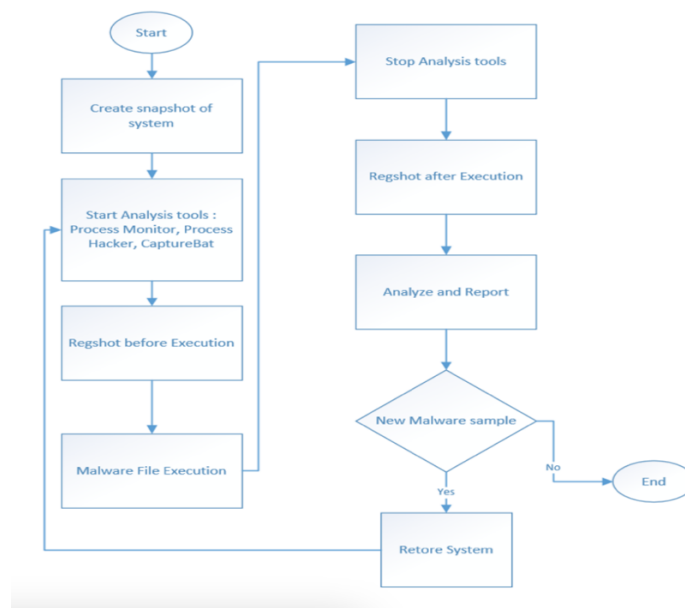 Start
Create snapshot of
system
Start Analysis tools :
Process Monitor, Process
Hacker, CaptureBat
Regshot before Execution
Malware File Execution
Stop Analysis tools
Regshot after Execution
Analyze and Report
New Malware sample
No
End
Yes
Retore System